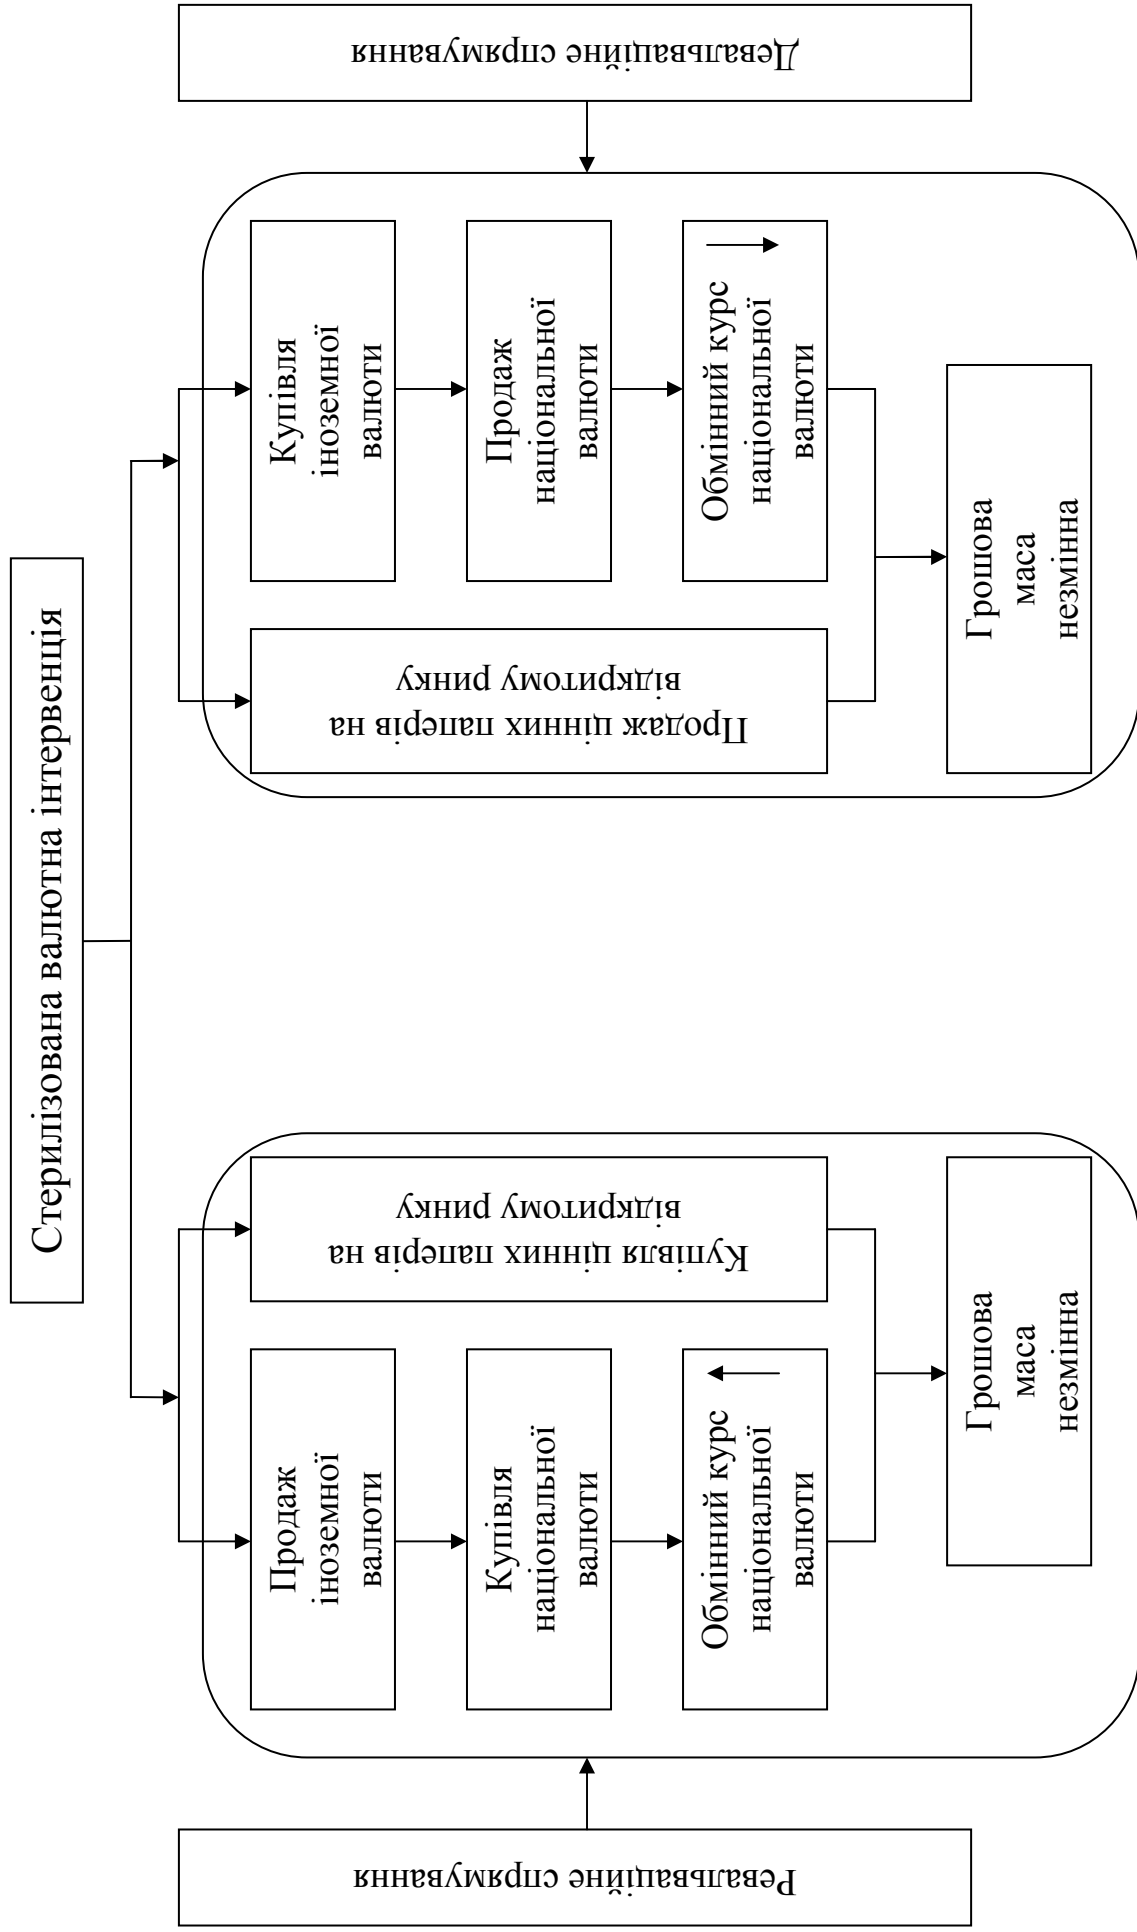 Стерилізована валютна інтервенція
Ревальваційне спрямування
Продаж
іноземної
валюти
Купівля
національної
валюти
Обмінний курс
національної
валюти
Купівля цінних паперів на
відкритому ринку
Грошова
маса
незмінна
Продаж цінних паперів на
відкритому ринку
Купівля
іноземної
валюти
Продаж
національної
валюти
Обмінний курс
національної
валюти
Грошова
маса
незмінна
Девальваційне спрямування